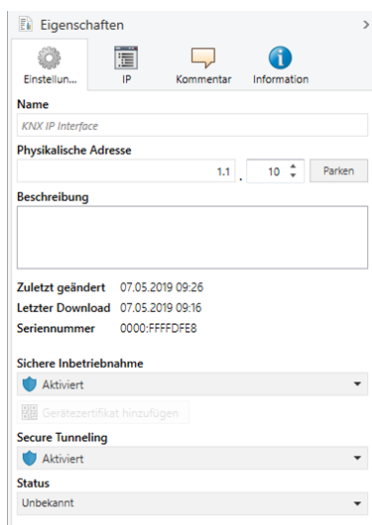 Eigenschaften
Einstellun... IP Kommentar Information
Name
KNX IP Interface
Physikalische Adresse
1.1 . 10 Parken
Beschreibung
Zuletzt geändert 07.05.2019 09:26
Letzter Download 07.05.2019 09:16
Seriennummer 0000:FFFFDFE8
Sichere Inbetriebnahme
Aktiviert
Gerätezertifikat hinzufügen
Secure Tunneling
Aktiviert
Status
Unbekannt